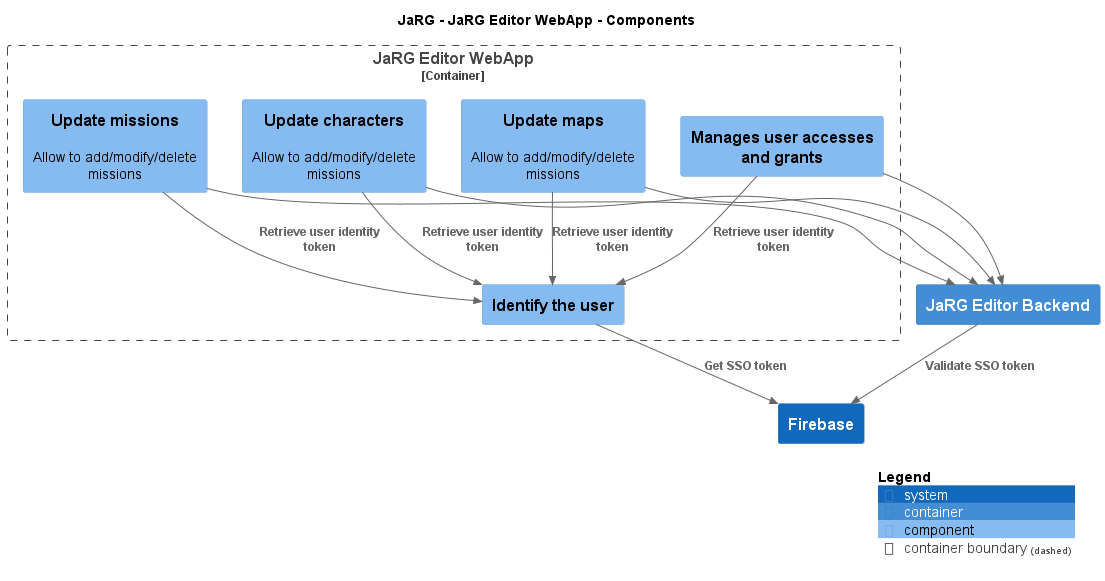 JaRG - JaRG Editor WebApp - Components
JaRG Editor WebApp
[Container]
Update missions
Allow to add/modify/delete
missions
Update characters
Allow to add/modify/delete
missions
Update maps
Allow to add/modify/delete
missions
Manages user accesses
and grants
Retrieve user identity
token
Retrieve user identity
token
Retrieve user identity
token
Retrieve user identity
token
Identify the user
JaRG Editor Backend
Get SSO token
Validate SSO token
Firebase
Legend
system
container
component
container boundary (dashed)